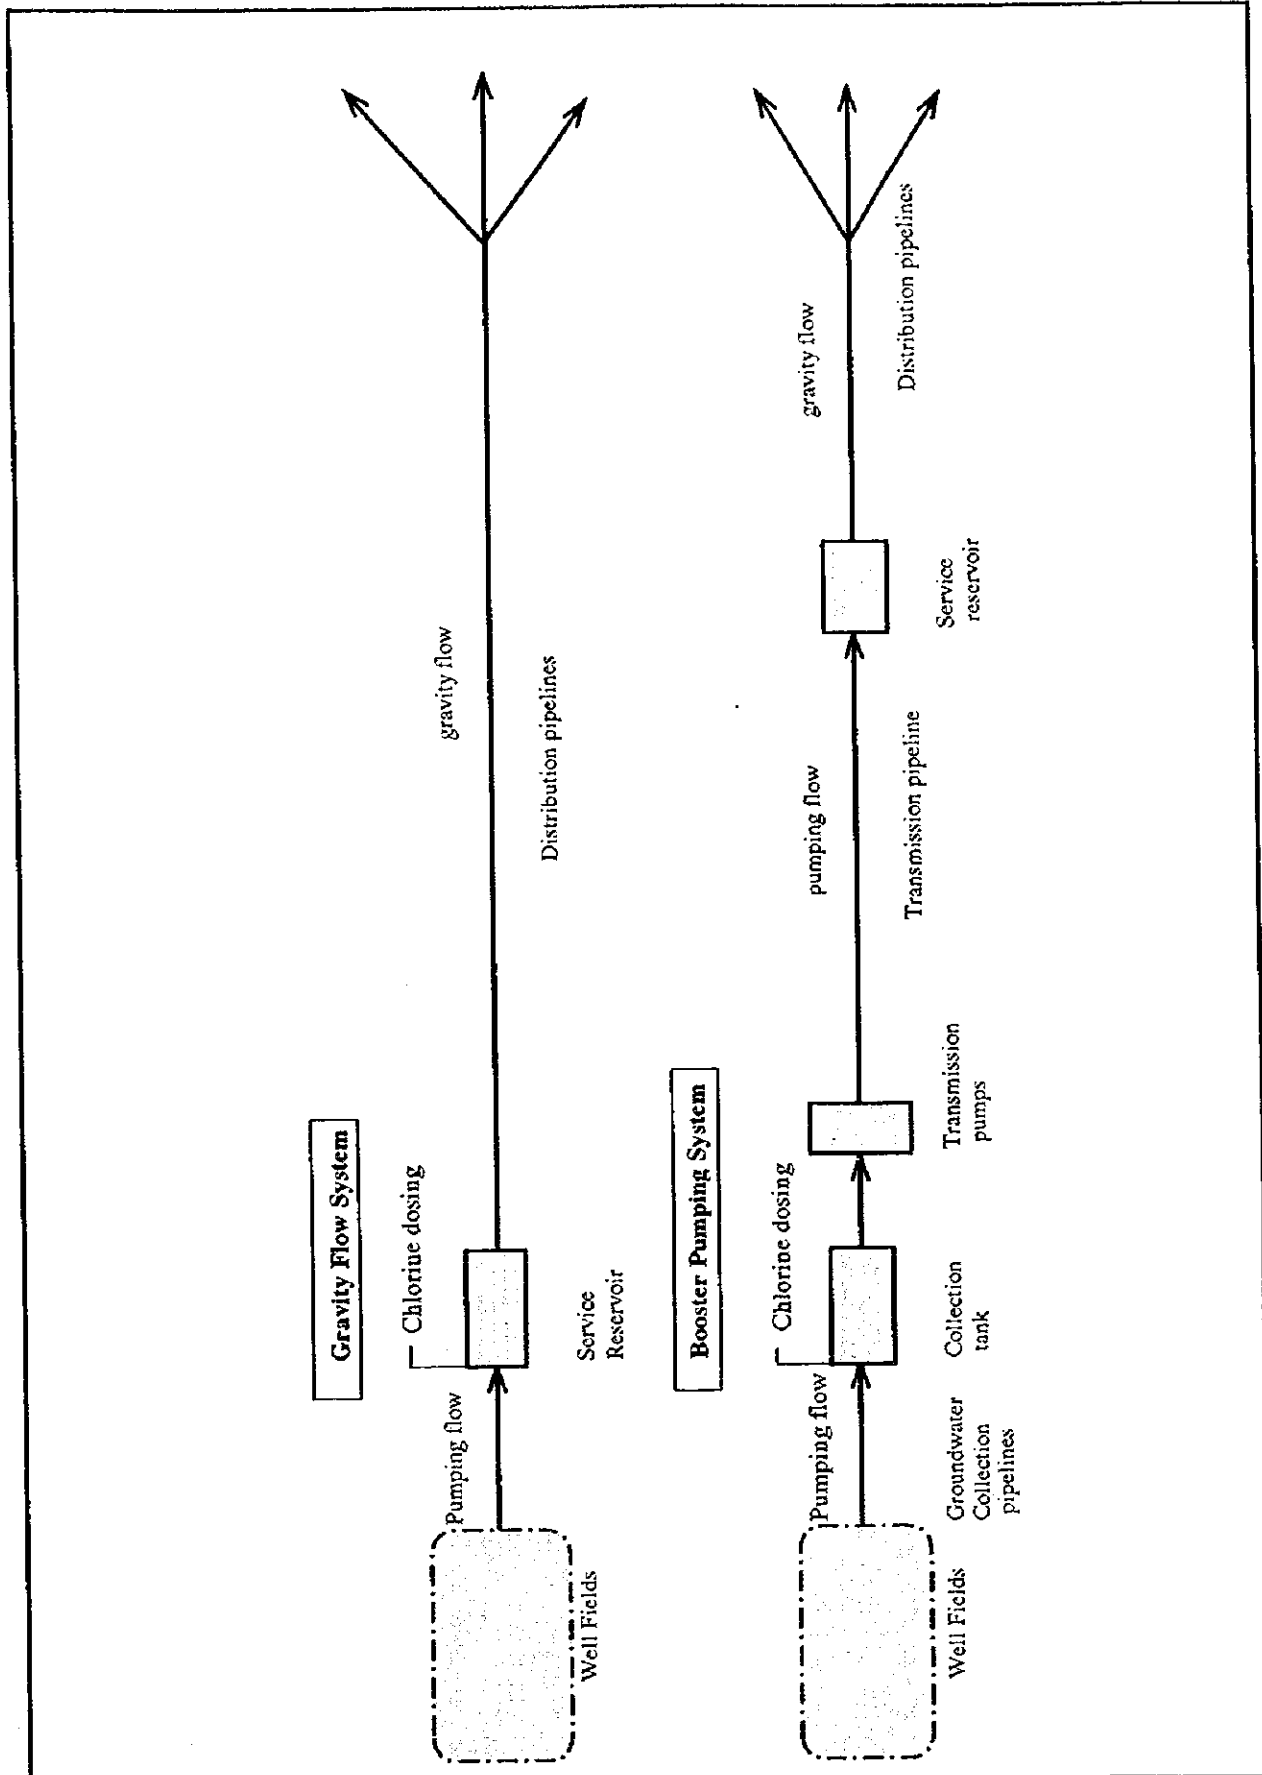 Gravity Flow System
Pumping flow
Chlorine dosing
gravity flow
Well Fields
Service
Reservoir
Distribution pipelines
Booster Pumping System
Pumping flow
Chlorine dosing
pumping flow
gravity flow
Well Fields
Groundwater
Collection
pipelines
Collection
tank
Transmission
pumps
Transmission pipeline
Service
reservoir
Distribution pipelines